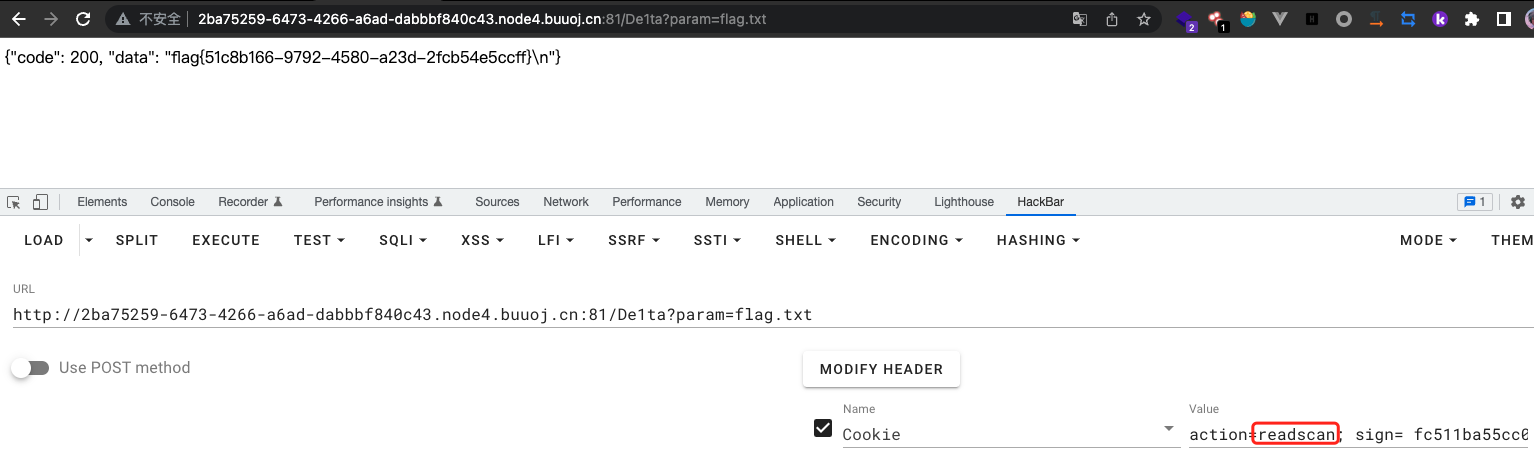 不安全 2ba75259-6473-4266-a6ad-dabbbf840c43.node4.buuoj.cn:81/De1ta?param=flag.txt
2 1
{"code": 200, "data": "flag{51c8b166-9792-4580-a23d-2fcb54e5ccff}\n"}
Elements Console Recorder Performance insights Sources Network Performance Memory Application Security Lighthouse HackBar 1
LOAD SPLIT EXECUTE TEST SQLI XSS LFI SSRF SSTI SHELL ENCODING HASHING MODE THEM
URL
http://2ba75259-6473-4266-a6ad-dabbbf840c43.node4.buuoj.cn:81/De1ta?param=flag.txt
Use POST method
MODIFY HEADER
Name Value
Cookie action=readscan; sign= fc511ba55cc0